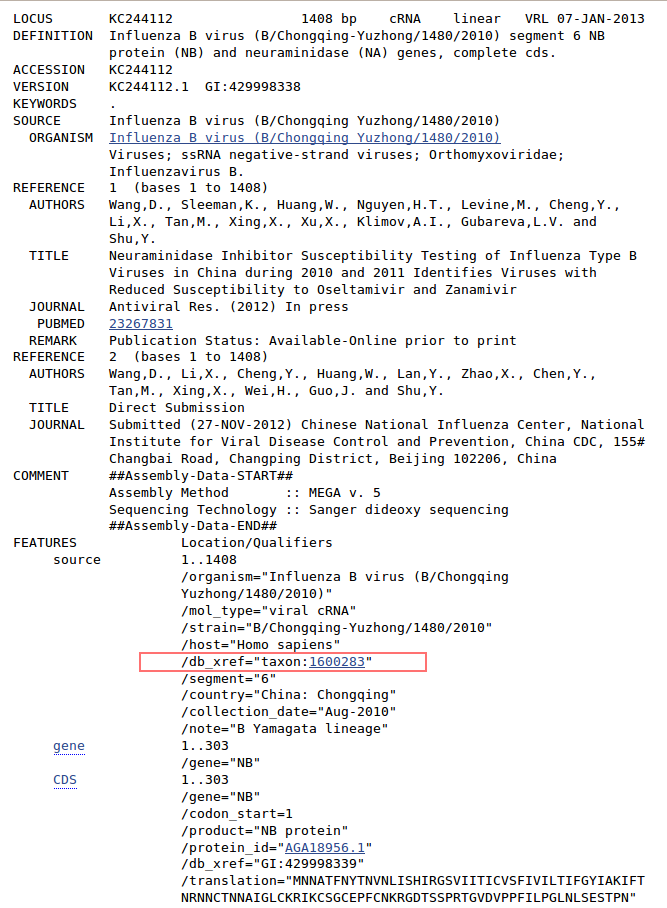 LOCUS       KC244112                1408 bp    cRNA    linear   VRL 07-JAN-2013
DEFINITION  Influenza B virus (B/Chongqing-Yuzhong/1480/2010) segment 6 NB
            protein (NB) and neuraminidase (NA) genes, complete cds.
ACCESSION   KC244112
VERSION     KC244112.1  GI:429998338
KEYWORDS    .
SOURCE      Influenza B virus (B/Chongqing Yuzhong/1480/2010)
  ORGANISM  Influenza B virus (B/Chongqing Yuzhong/1480/2010)
            Viruses; ssRNA negative-strand viruses; Orthomyxoviridae;
            Influenzavirus B.
REFERENCE   1  (bases 1 to 1408)
  AUTHORS   Wang,D., Sleeman,K., Huang,W., Nguyen,H.T., Levine,M., Cheng,Y.,
            Li,X., Tan,M., Xing,X., Xu,X., Klimov,A.I., Gubareva,L.V. and
            Shu,Y.
  TITLE     Neuraminidase Inhibitor Susceptibility Testing of Influenza Type B
            Viruses in China during 2010 and 2011 Identifies Viruses with
            Reduced Susceptibility to Oseltamivir and Zanamivir
  JOURNAL   Antiviral Res. (2012) In press
   PUBMED   23267831
  REMARK    Publication Status: Available-Online prior to print
REFERENCE   2  (bases 1 to 1408)
  AUTHORS   Wang,D., Li,X., Cheng,Y., Huang,W., Lan,Y., Zhao,X., Chen,Y.,
            Tan,M., Xing,X., Wei,H., Guo,J. and Shu,Y.
  TITLE     Direct Submission
  JOURNAL   Submitted (27-NOV-2012) Chinese National Influenza Center, National
            Institute for Viral Disease Control and Prevention, China CDC, 155#
            Changbai Road, Changping District, Beijing 102206, China
COMMENT     ##Assembly-Data-START##
            Assembly Method       :: MEGA v. 5
            Sequencing Technology :: Sanger dideoxy sequencing
            ##Assembly-Data-END##
FEATURES             Location/Qualifiers
     source          1..1408
                     /organism="Influenza B virus (B/Chongqing
                     Yuzhong/1480/2010)"
                     /mol_type="viral cRNA"
                     /strain="B/Chongqing-Yuzhong/1480/2010"
                     /host="Homo sapiens"
                     /db_xref="taxon:1600283"
                     /segment="6"
                     /country="China: Chongqing"
                     /collection_date="Aug-2010"
                     /note="B Yamagata lineage"
     gene            1..303
                     /gene="NB"
     CDS             1..303
                     /gene="NB"
                     /codon_start=1
                     /product="NB protein"
                     /protein_id="AGA18956.1"
                     /db_xref="GI:429998339"
                     /translation="MNNATFNYTNVNLISHIRGSVIITICVSFIVILTIFGYIAKIFT
                     NRNNCTNNAIGLCKRIKCSGCEPFCNKRGDTSSPRTGVDVPPFILPGLNLSESTPN"